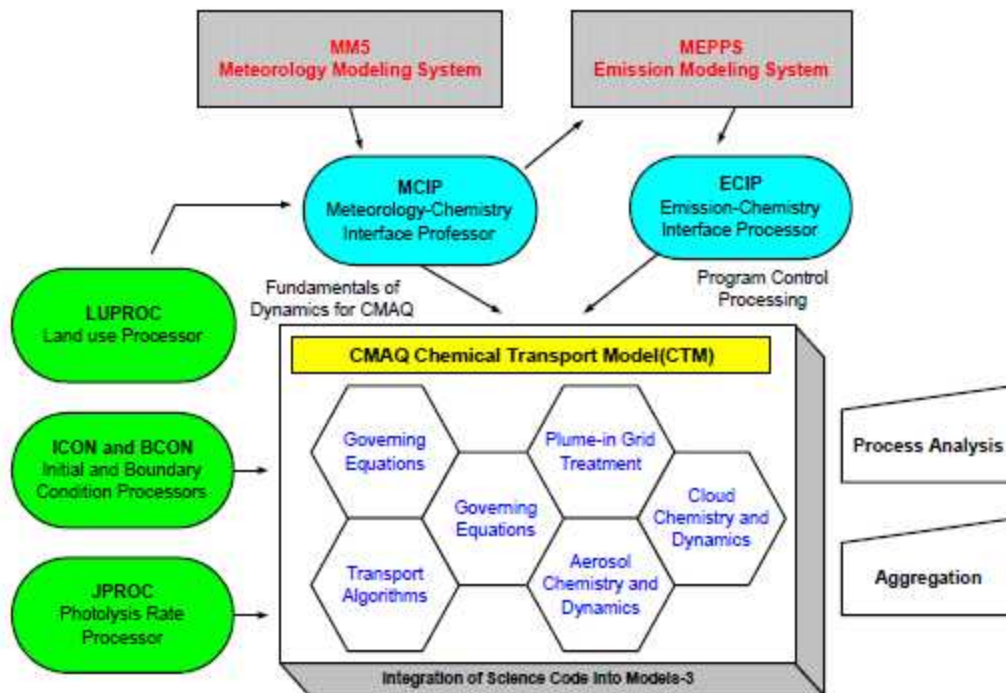 MM5
Meteorology Modeling System
MEPPS
Emission Modeling System
MCIP
Meteorology-Chemistry
Interface Professor
ECIP
Emission-Chemistry
Interface Processor
Fundamentals of
Dynamics for CMAQ
Program Control
Processing
LUPROC
Land use Processor
CMAQ Chemical Transport Model(CTM)
ICON and BCON
Initial and Boundary
Condition Processors
Governing
Equations
Plume-in Grid
Treatment
Governing
Equations
Cloud
Chemistry and
Dynamics
Transport
Algorithms
Aerosol
Chemistry and
Dynamics
Process Analysis
Aggregation
JPROC
Photolysis Rate
Processor
Integration of Science Code Into Models-3